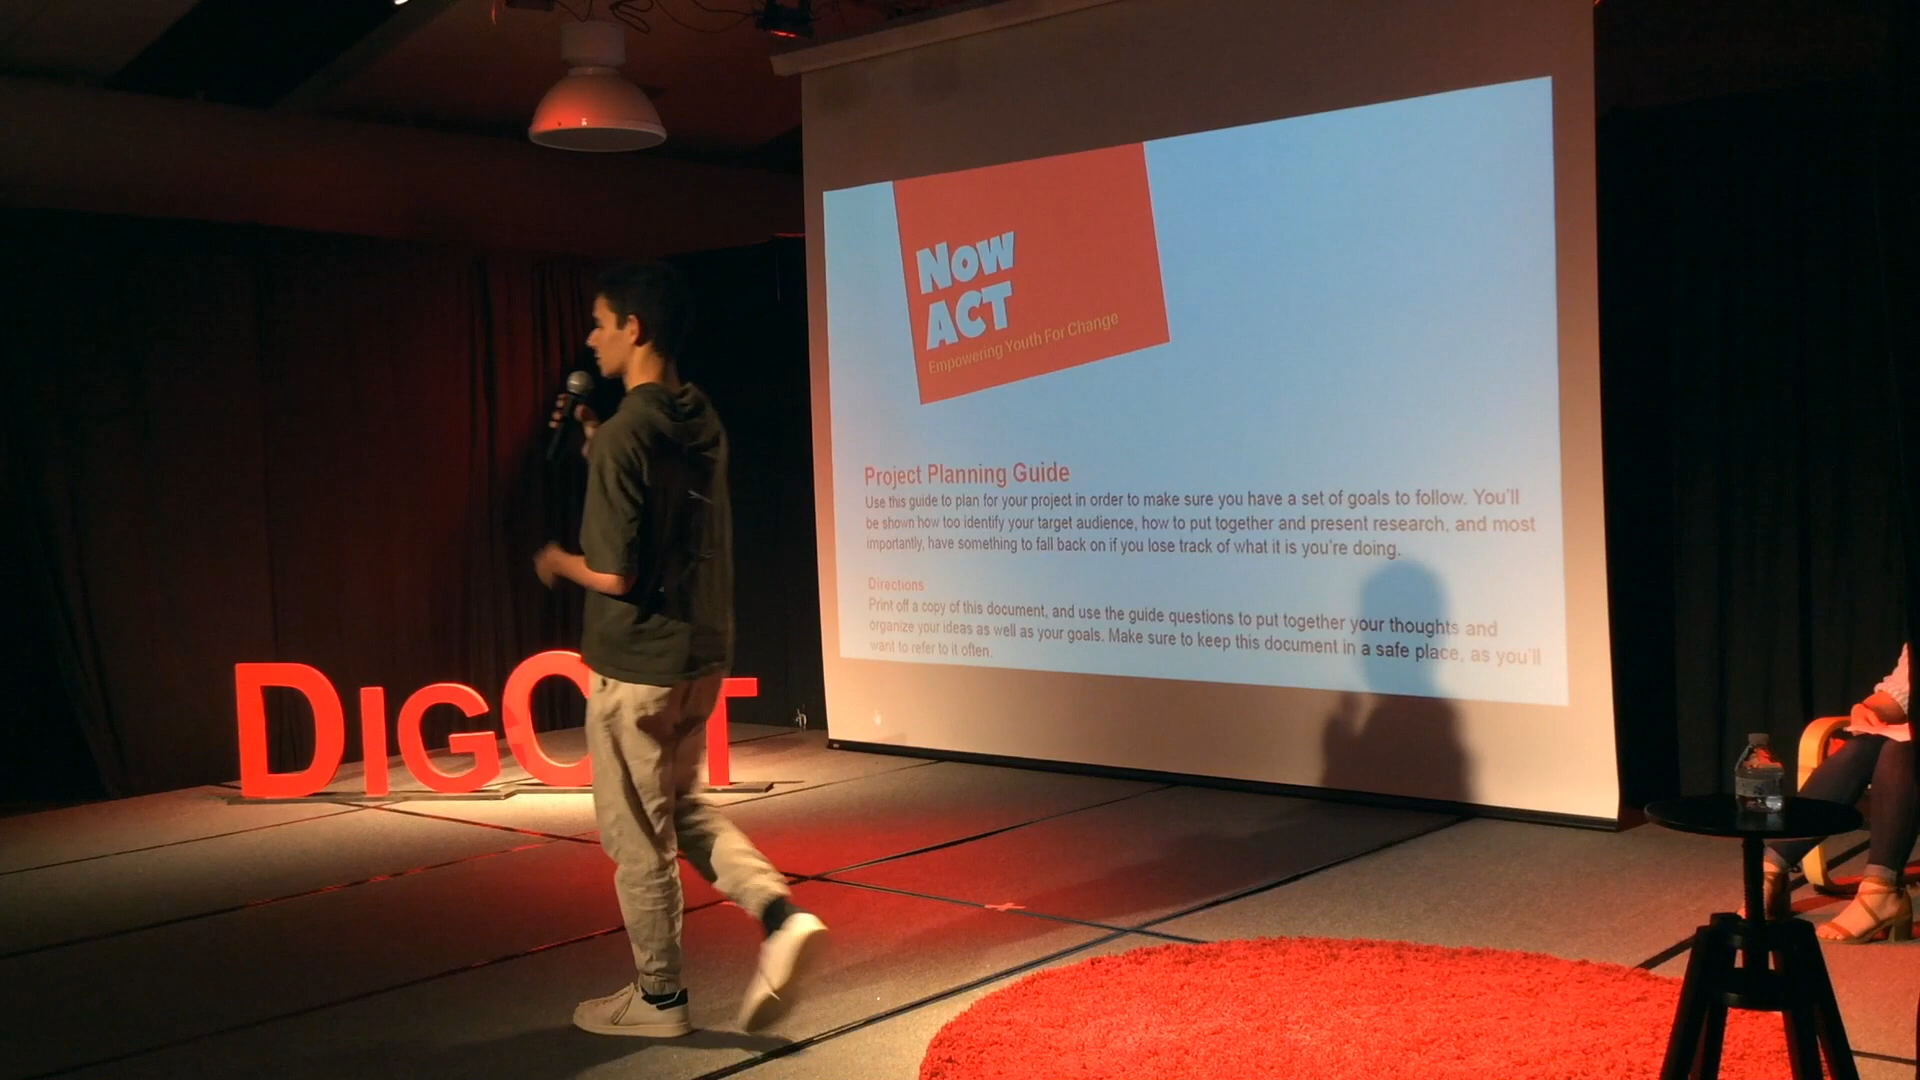 Now
ACT
Empowering Youth For Change
Project Planning Guide
Use this guide to plan for your project in order to make sure you have a set of goals to follow. You'll
be shown how too identify your target audience, how to put together and present research, and most
importantly, have something to fall back on if you lose track of what it is you're doing.
Directions
Print off a copy of this document, and use the guide questions to put together your thoughts and
organize your ideas as well as your goals. Make sure to keep this document in a safe place, as you'll
want to refer to it often.